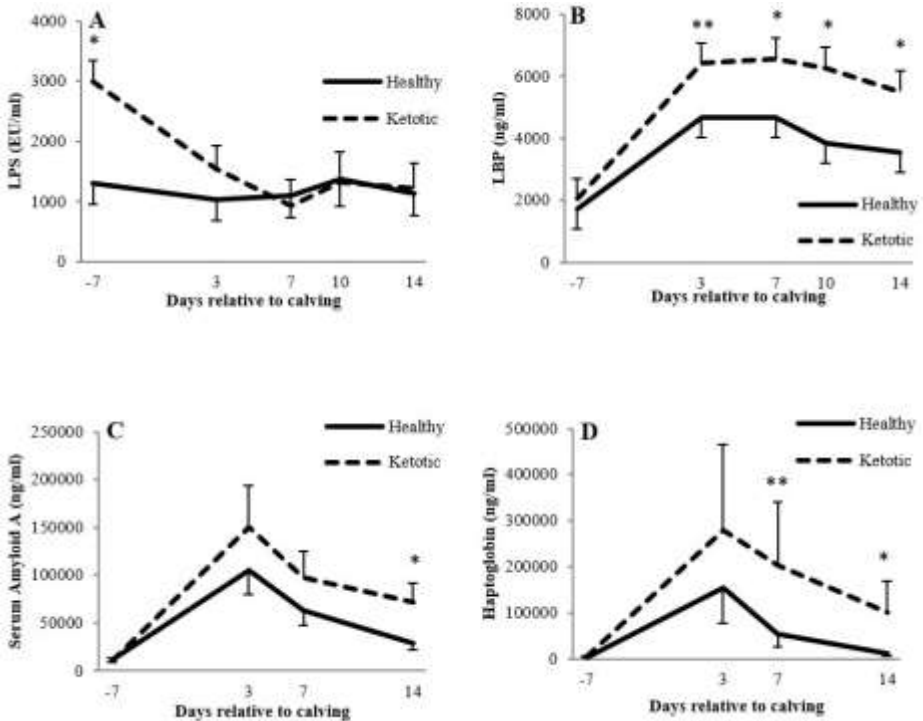 A
4000
3000
2000
1000
0
*
LPS (EU/ml)
Healthy
Ketotic
-7 3 7 10 14
Days relative to calving
B
8000
6000
4000
2000
0
** * * *
LBP (ng/ml)
Healthy
Ketotic
-7 3 7 10 14
Days relative to calving
C
250000
200000
150000
100000
50000
0
*
Serum Amyloid A (ng/ml)
Healthy
Ketotic
-7 3 7 14
Days relative to calving
D
500000
400000
300000
200000
100000
0
** *
Haptoglobin (ng/ml)
Healthy
Ketotic
-7 3 7 14
Days relative to calving